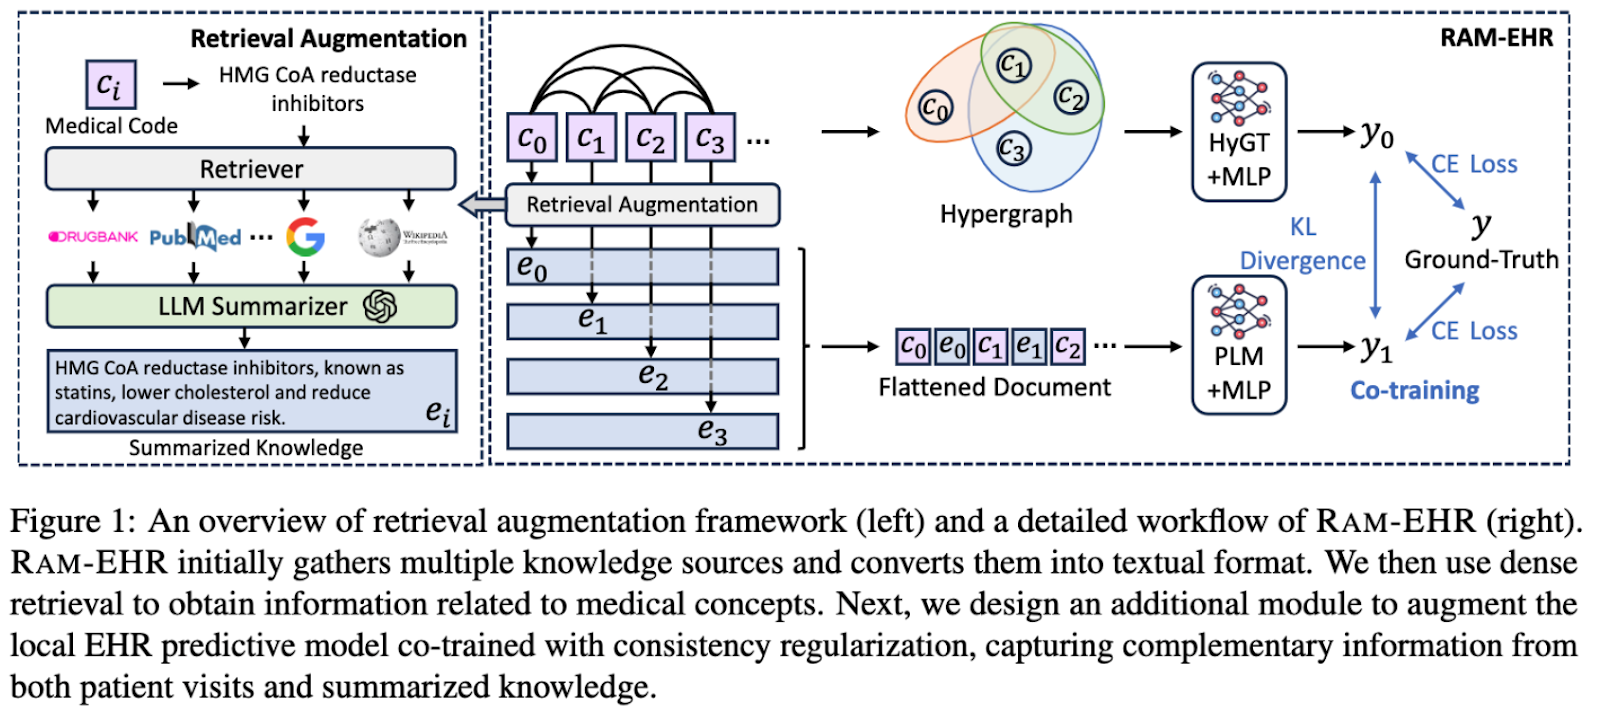 Retrieval Augmentation
c_i
HMG CoA reductase
inhibitors
Medical Code
Retriever
DRUGBANK
PubMed
...
G
WIKIPEDIA
LLM Summarizer
HMG CoA reductase inhibitors, known as
statins, lower cholesterol and reduce
cardiovascular disease risk.
e_i
Summarized Knowledge
RAM-EHR
c_0 c_1 c_2 c_3 ...
Retrieval Augmentation
e_0
e_1
e_2
e_3
c_0
c_1
c_2
c_3
Hypergraph
c_0 e_0 c_1 e_1 c_2 ...
Flattened Document
HyGT
+MLP
y_0
CE Loss
KL
Divergence
y
Ground-Truth
PLM
+MLP
y_1
CE Loss
Co-training
Figure 1: An overview of retrieval augmentation framework (left) and a detailed workflow of RAM-EHR (right).
RAM-EHR initially gathers multiple knowledge sources and converts them into textual format. We then use dense
retrieval to obtain information related to medical concepts. Next, we design an additional module to augment the
local EHR predictive model co-trained with consistency regularization, capturing complementary information from
both patient visits and summarized knowledge.